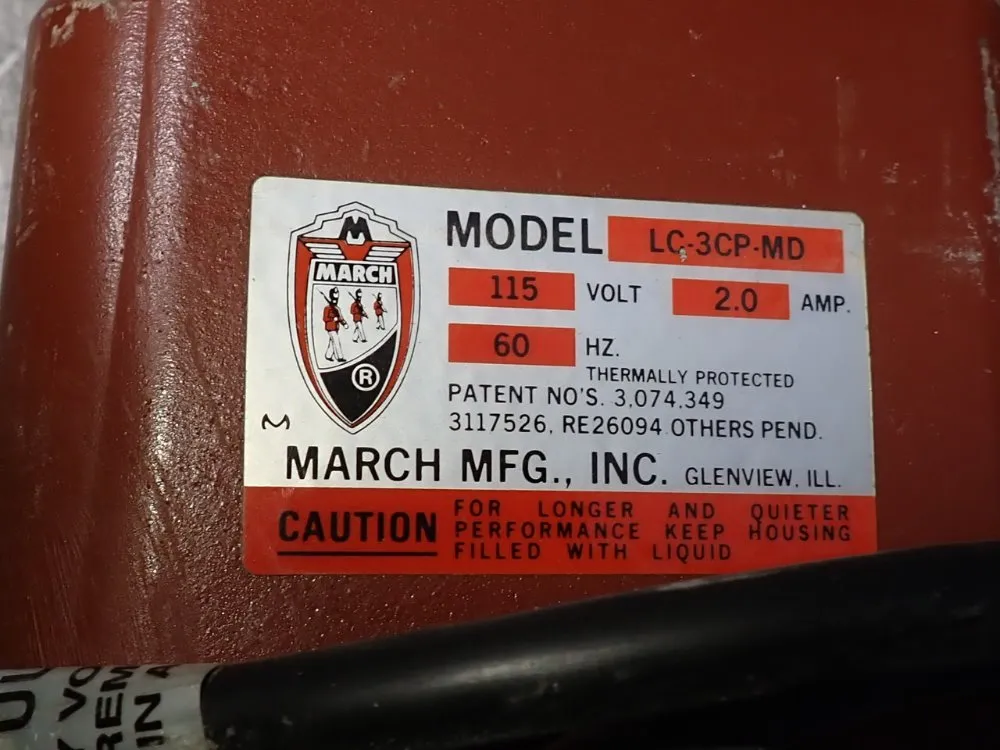 M
MARCH
®
MODEL LC-3CP-MD
115 VOLT 2.0 AMP.
60 HZ.
THERMALLY PROTECTED
PATENT NO'S. 3,074,349
3117526, RE26094 OTHERS PEND.
MARCH MFG., INC. GLENVIEW, ILL.
CAUTION FOR LONGER AND QUIETER
PERFORMANCE KEEP HOUSING
FILLED WITH LIQUID